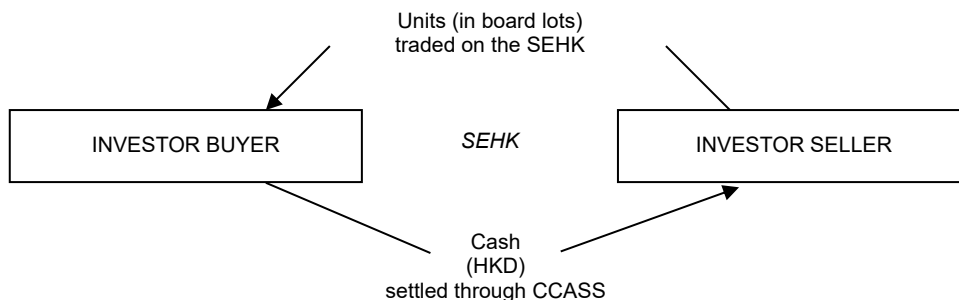 Units (in board lots)
traded on the SEHK
INVESTOR BUYER
SEHK
INVESTOR SELLER
Cash
(HKD)
settled through CCASS